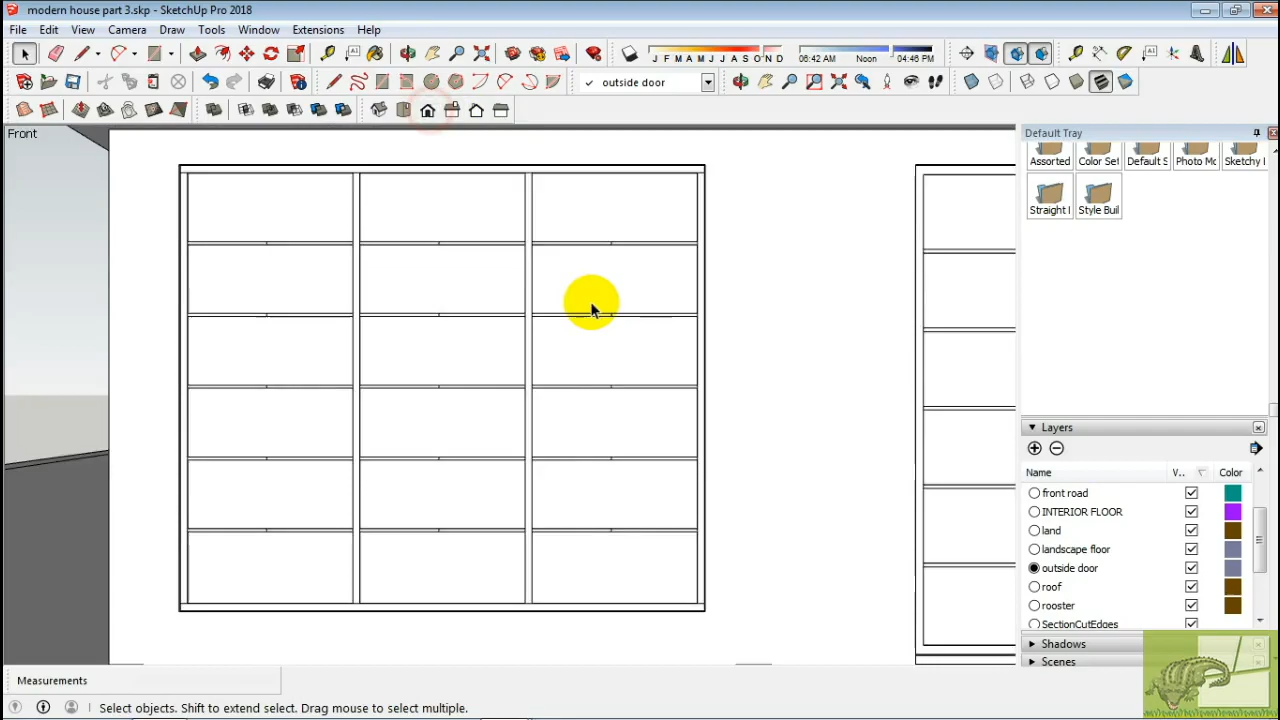 modern house part 3.skp - SketchUp Pro 2018
File Edit View Camera Draw Tools Window Extensions Help
J F M A M J J A S O N D
06:42 AM Noon 04:46 PM
outside door
Front
Default Tray
Assorted Color Set Default S Photo Mo Sketchy
Straight Style Buil
Layers
Name V.. Color
front road
INTERIOR FLOOR
land
landscape floor
outside door
roof
rooster
SectionCutEdges
Shadows
Scenes
Measurements
Select objects. Shift to extend select. Drag mouse to select multiple.